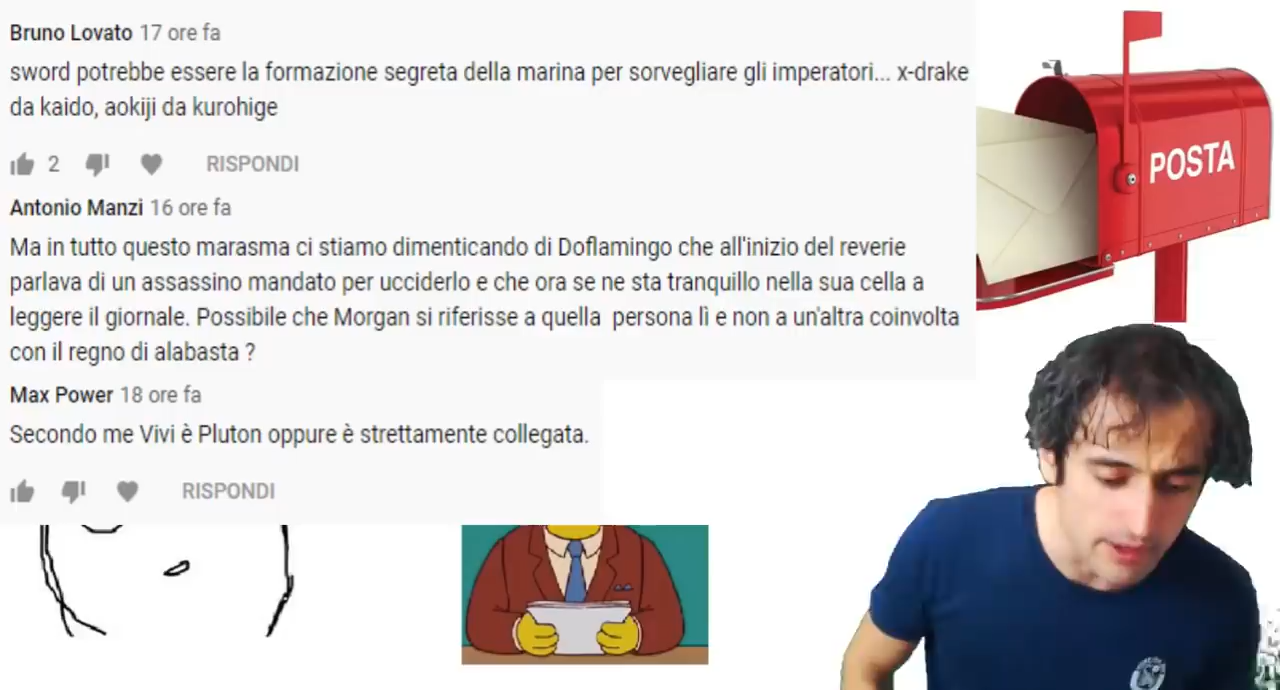 Bruno Lovato 17 ore fa
sword potrebbe essere la formazione segreta della marina per sorvegliare gli imperatori... x-drake
da kaido, aokiji da kurohige
2 RISPONDI
Antonio Manzi 16 ore fa
Ma in tutto questo marasma ci stiamo dimenticando di Doflamingo che all'inizio del reverie
parlava di un assassino mandato per ucciderlo e che ora se ne sta tranquillo nella sua cella a
leggere il giornale. Possibile che Morgan si riferisse a quella persona lì e non a un'altra coinvolta
con il regno di alabasta ?
Max Power 18 ore fa
Secondo me Vivi è Pluton oppure è strettamente collegata.
RISPONDI
POSTA